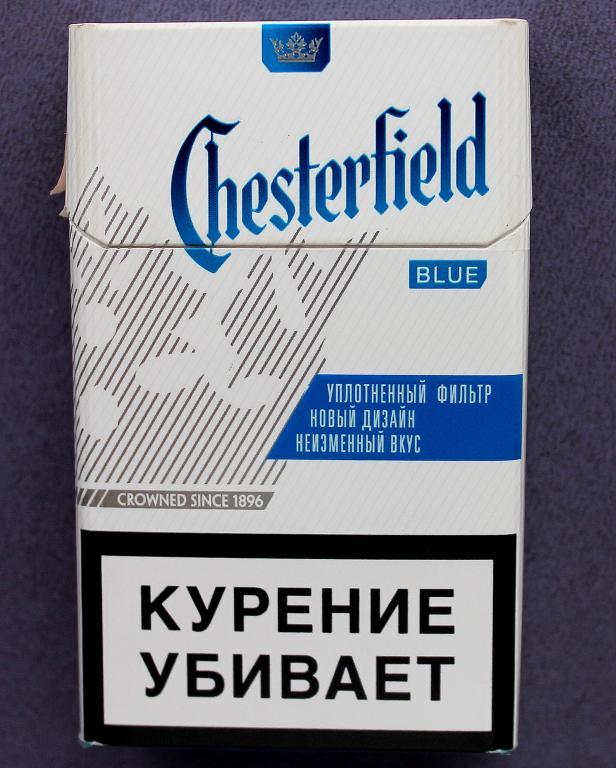 Chesterfield
BLUE
УПЛОТНЕННЫЙ ФИЛЬТР
НОВЫЙ ДИЗАЙН
НЕИЗМЕННЫЙ ВКУС
CROWNED SINCE 1896
КУРЕНИЕ
УБИВАЕТ